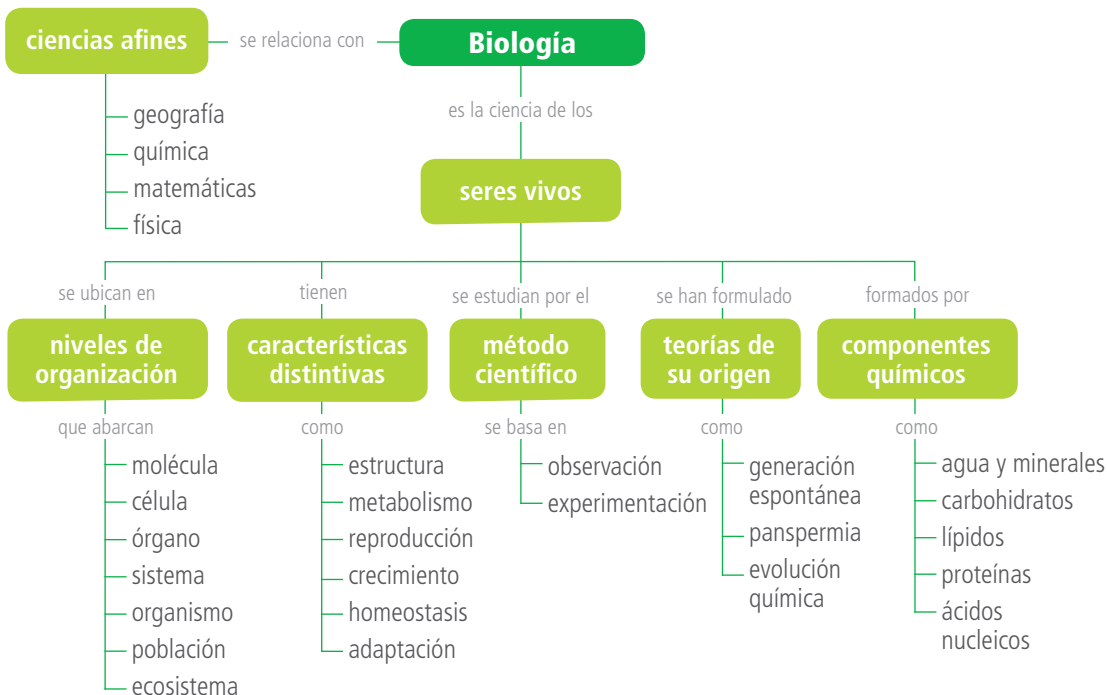 ciencias afines
se relaciona con
Biología
geografía
química
matemáticas
física
es la ciencia de los
seres vivos
se ubican en
niveles de
organización
que abarcan
molécula
célula
órgano
sistema
organismo
población
ecosistema
tienen
características
distintivas
como
estructura
metabolismo
reproducción
crecimiento
homeostasis
adaptación
se estudian por el
método
científico
se basa en
observación
experimentación
se han formulado
teorías de
su origen
como
generación
espontánea
panspermia
evolución
química
formados por
componentes
químicos
como
agua y minerales
carbohidratos
lípidos
proteínas
ácidos
nucleicos